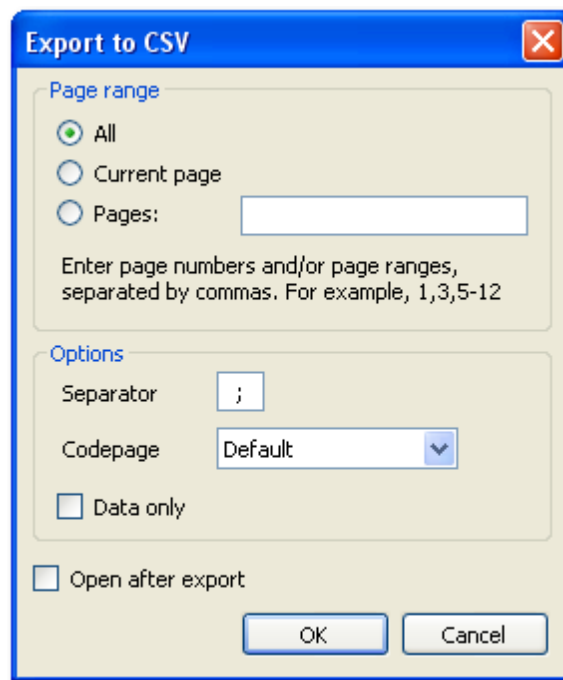 Export to CSV
Page range
All
Current page
Pages:
Enter page numbers and/or page ranges,
separated by commas. For example, 1,3,5-12
Options
Separator ;
Codepage Default
Data only
Open after export
OK Cancel